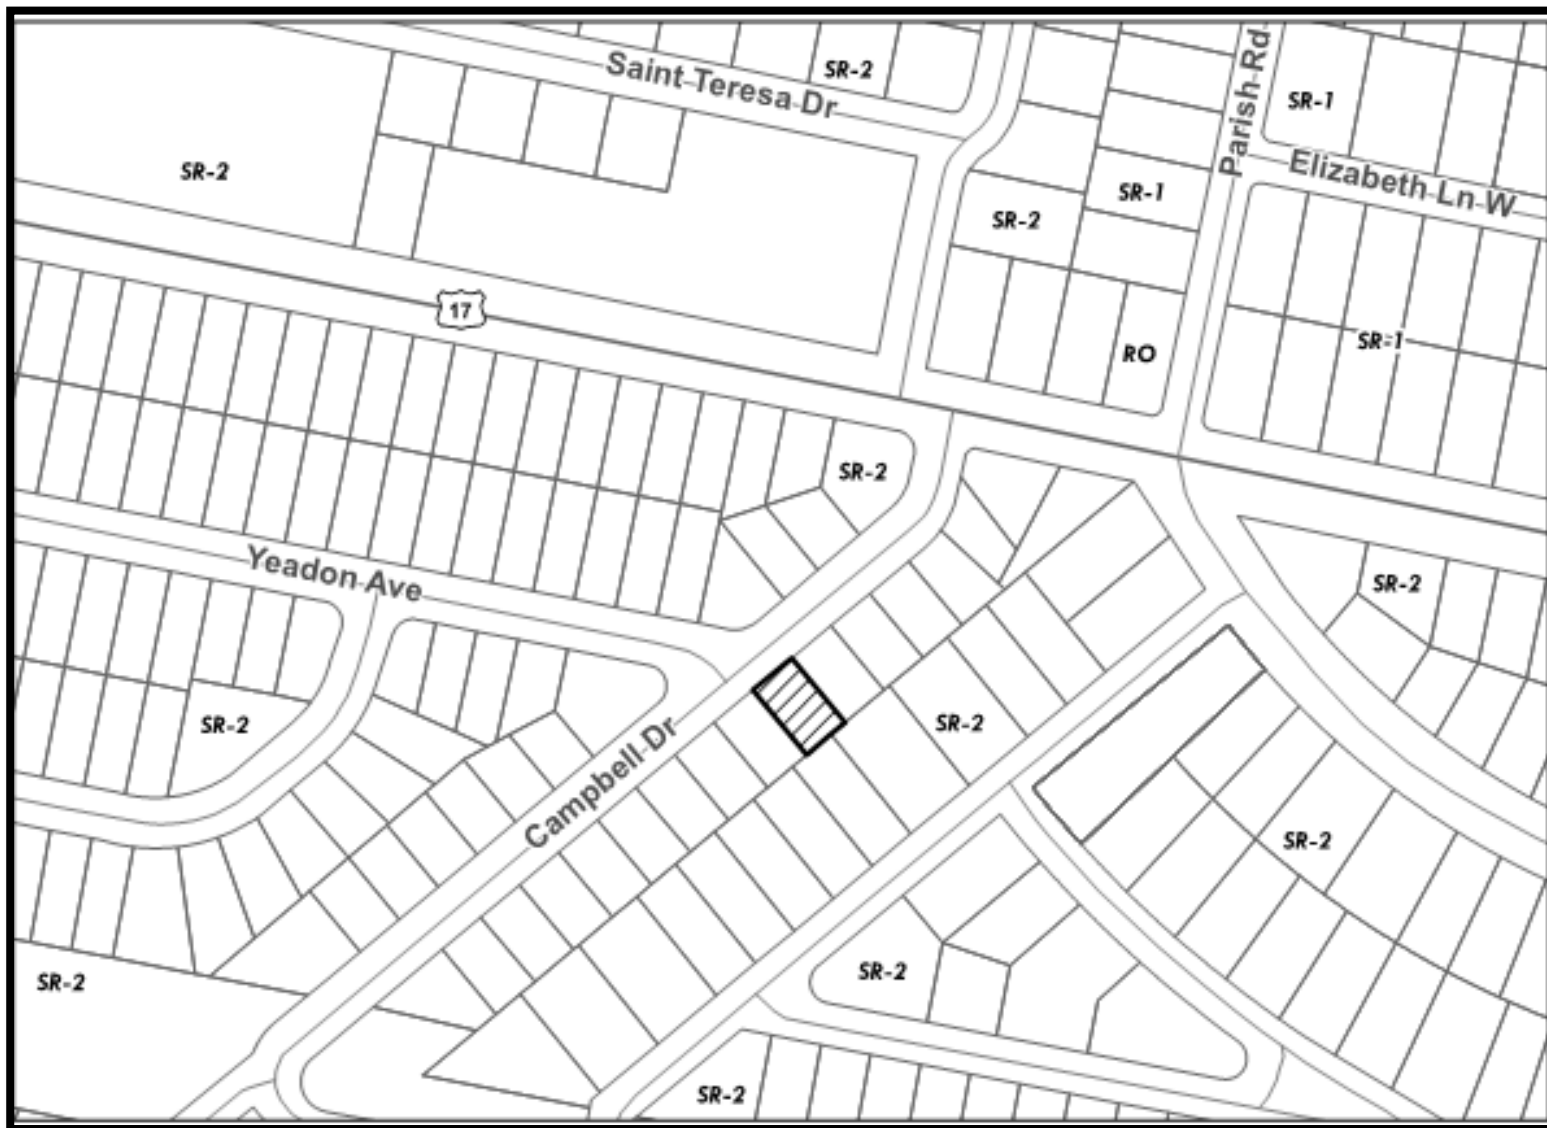 Saint Teresa Dr
SR-2
Parish Rd
SR-1
Elizabeth Ln W
SR-2
SR-1
SR-2
17
SR-1
RO
SR-2
Yeadon Ave
SR-2
SR-2
SR-2
Campbell Dr
SR-2
SR-2
SR-2
SR-2